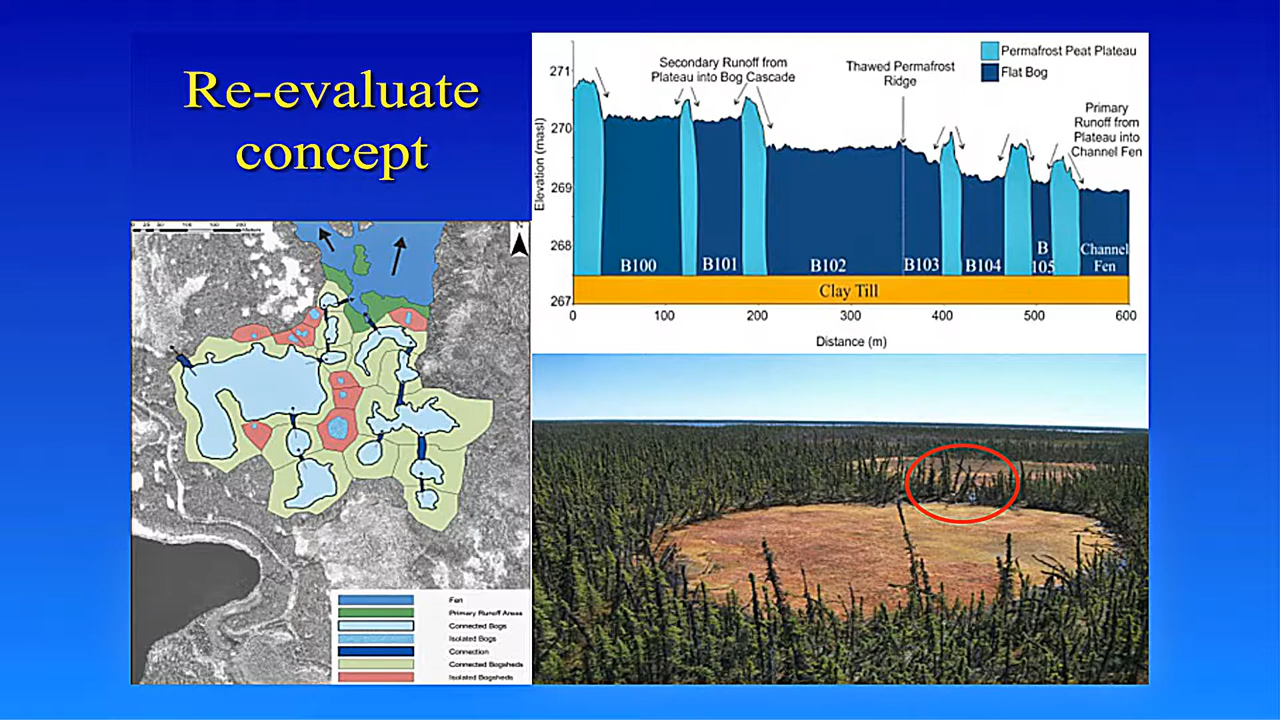 Re-evaluate
concept
Permafrost Peat Plateau
Flat Bog
Secondary Runoff from
Plateau into Bog Cascade
Thawed Permafrost
Ridge
Primary
Runoff from
Plateau into
Channel Fen
Elevation (masl)
271
270
269
268
267
B100
B101
B102
B103
B104
B
105
Channel
Fen
Clay Till
0
100
200
300
400
500
600
Distance (m)
Fen
Primary Runoff Areas
Connected Bogs
Isolated Bogs
Connection
Connected Bogsheds
Isolated Bogsheds